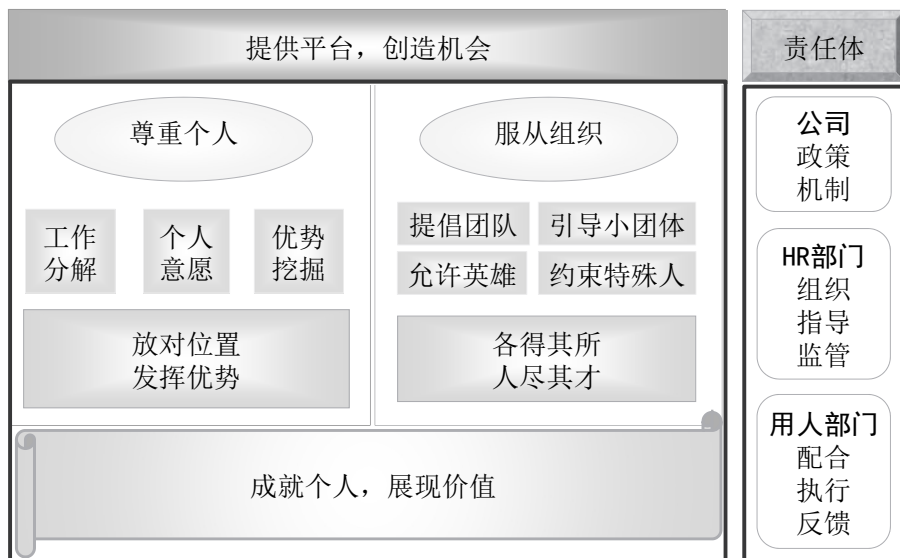 提供平台，创造机会
责任体
尊重个人
服从组织
工作
分解
个人
意愿
优势
挖掘
提倡团队
引导小团体
允许英雄
约束特殊人
放对位置
发挥优势
各得其所
人尽其才
成就个人，展现价值
公司
政策
机制
HR部门
组织
指导
监管
用人部门
配合
执行
反馈